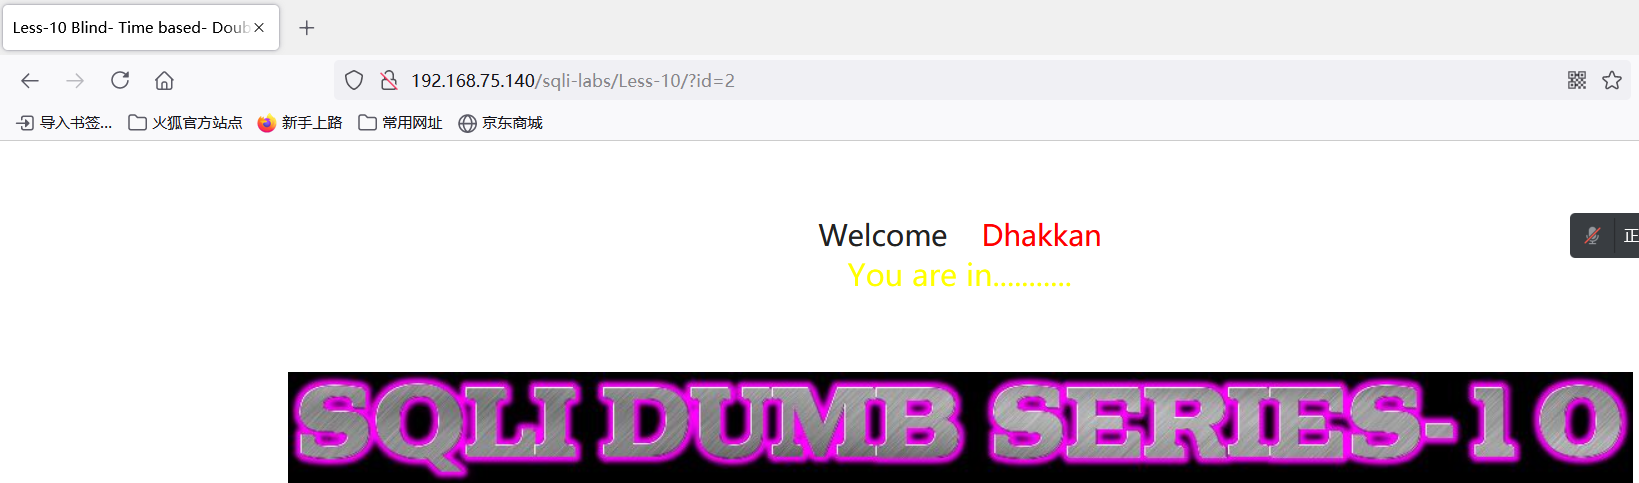 Less-10 Blind- Time based- Doub
192.168.75.140/sqli-labs/Less-10/?id=2
导入书签... 火狐官方站点 新手上路 常用网址 京东商城
Welcome Dhakkan
正
You are in...........
SQLI DUMB SERIES-10